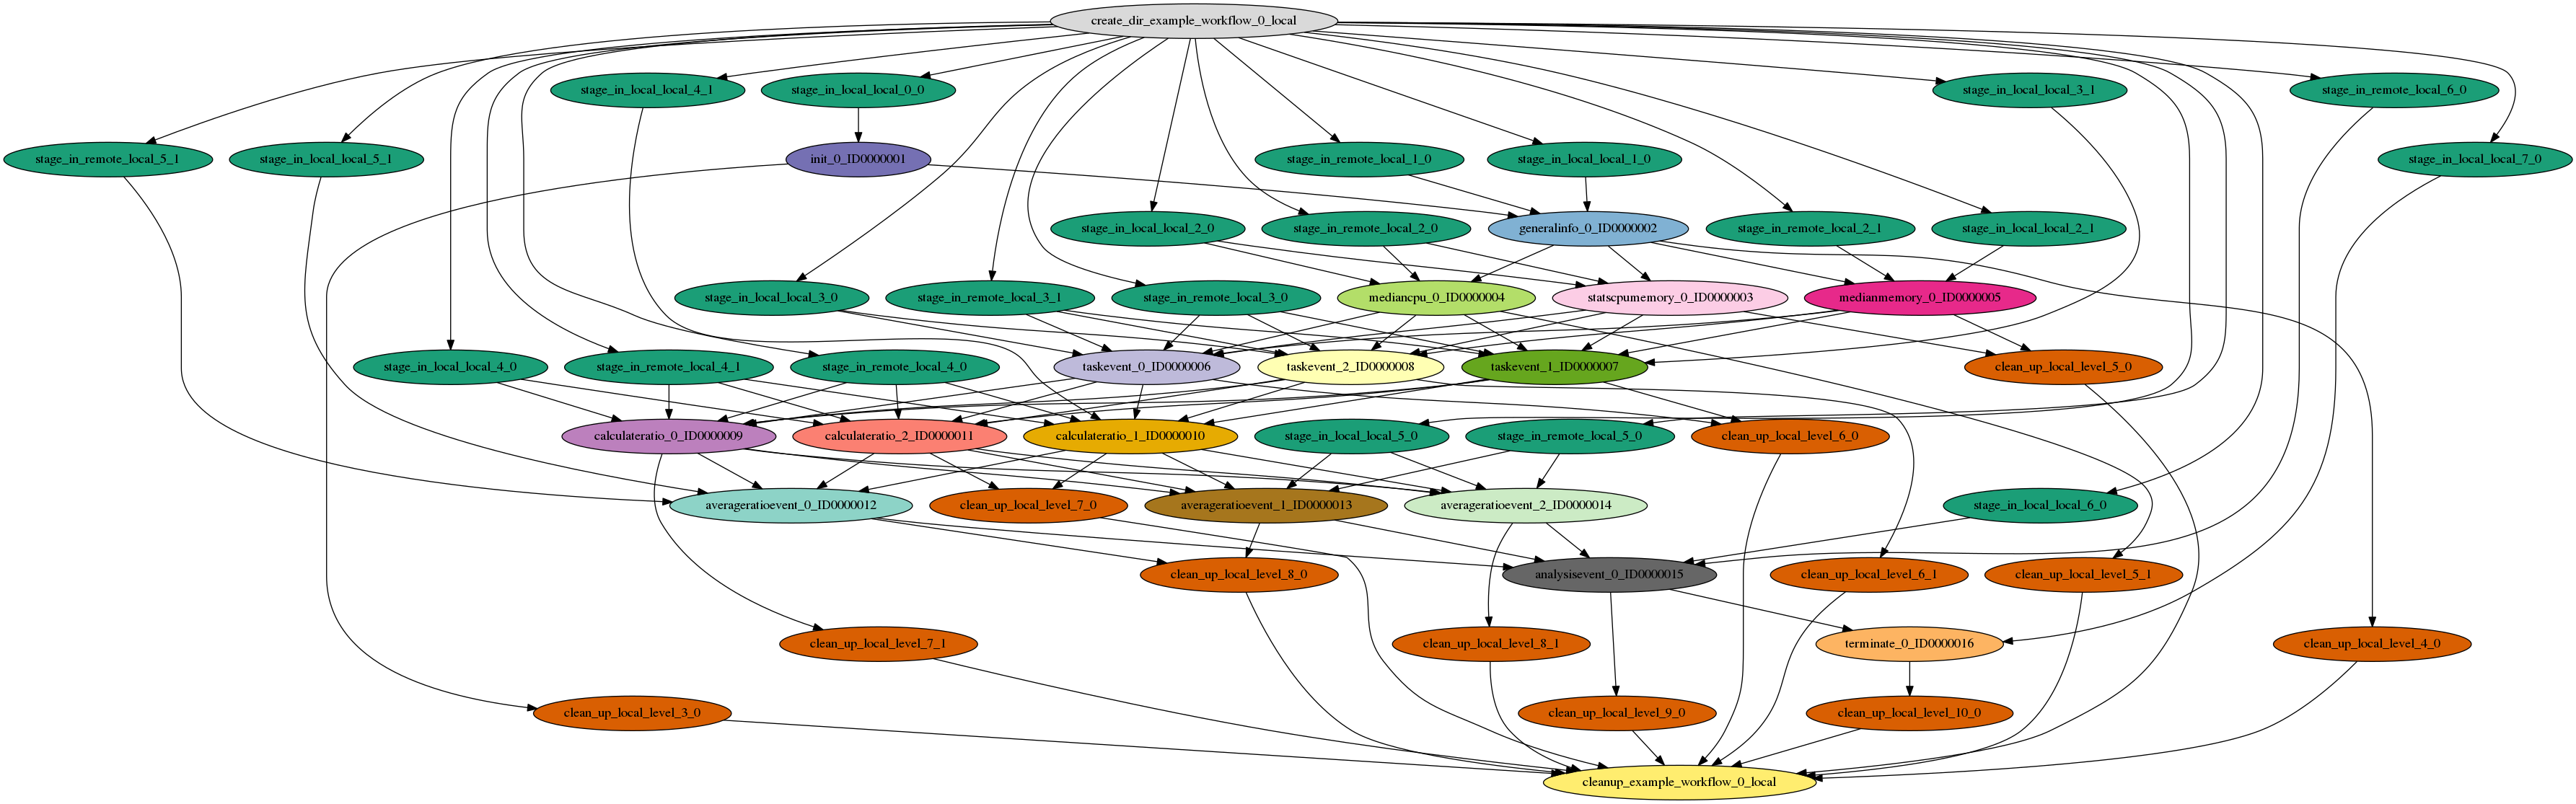 create_dir_example_workflow_0_local
stage_in_local_local_4_1
stage_in_local_local_0_0
stage_in_local_local_3_1
stage_in_remote_local_6_0
stage_in_remote_local_5_1
stage_in_local_local_5_1
init_0_ID0000001
stage_in_remote_local_1_0
stage_in_local_local_1_0
stage_in_local_local_7_0
stage_in_local_local_2_0
stage_in_remote_local_2_0
generalinfo_0_ID0000002
stage_in_remote_local_2_1
stage_in_local_local_2_1
stage_in_local_local_3_0
stage_in_remote_local_3_1
stage_in_remote_local_3_0
mediancpu_0_ID0000004
statscpumemory_0_ID0000003
medianmemory_0_ID0000005
stage_in_local_local_4_0
stage_in_remote_local_4_1
stage_in_remote_local_4_0
taskevent_0_ID0000006
taskevent_2_ID0000008
taskevent_1_ID0000007
clean_up_local_level_5_0
calculateratio_0_ID0000009
calculateratio_2_ID0000011
calculateratio_1_ID0000010
stage_in_local_local_5_0
stage_in_remote_local_5_0
clean_up_local_level_6_0
averageratioevent_0_ID0000012
clean_up_local_level_7_0
averageratioevent_1_ID0000013
averageratioevent_2_ID0000014
stage_in_local_local_6_0
clean_up_local_level_8_0
analysisevent_0_ID0000015
clean_up_local_level_6_1
clean_up_local_level_5_1
clean_up_local_level_7_1
clean_up_local_level_8_1
terminate_0_ID0000016
clean_up_local_level_4_0
clean_up_local_level_3_0
clean_up_local_level_9_0
clean_up_local_level_10_0
cleanup_example_workflow_0_local